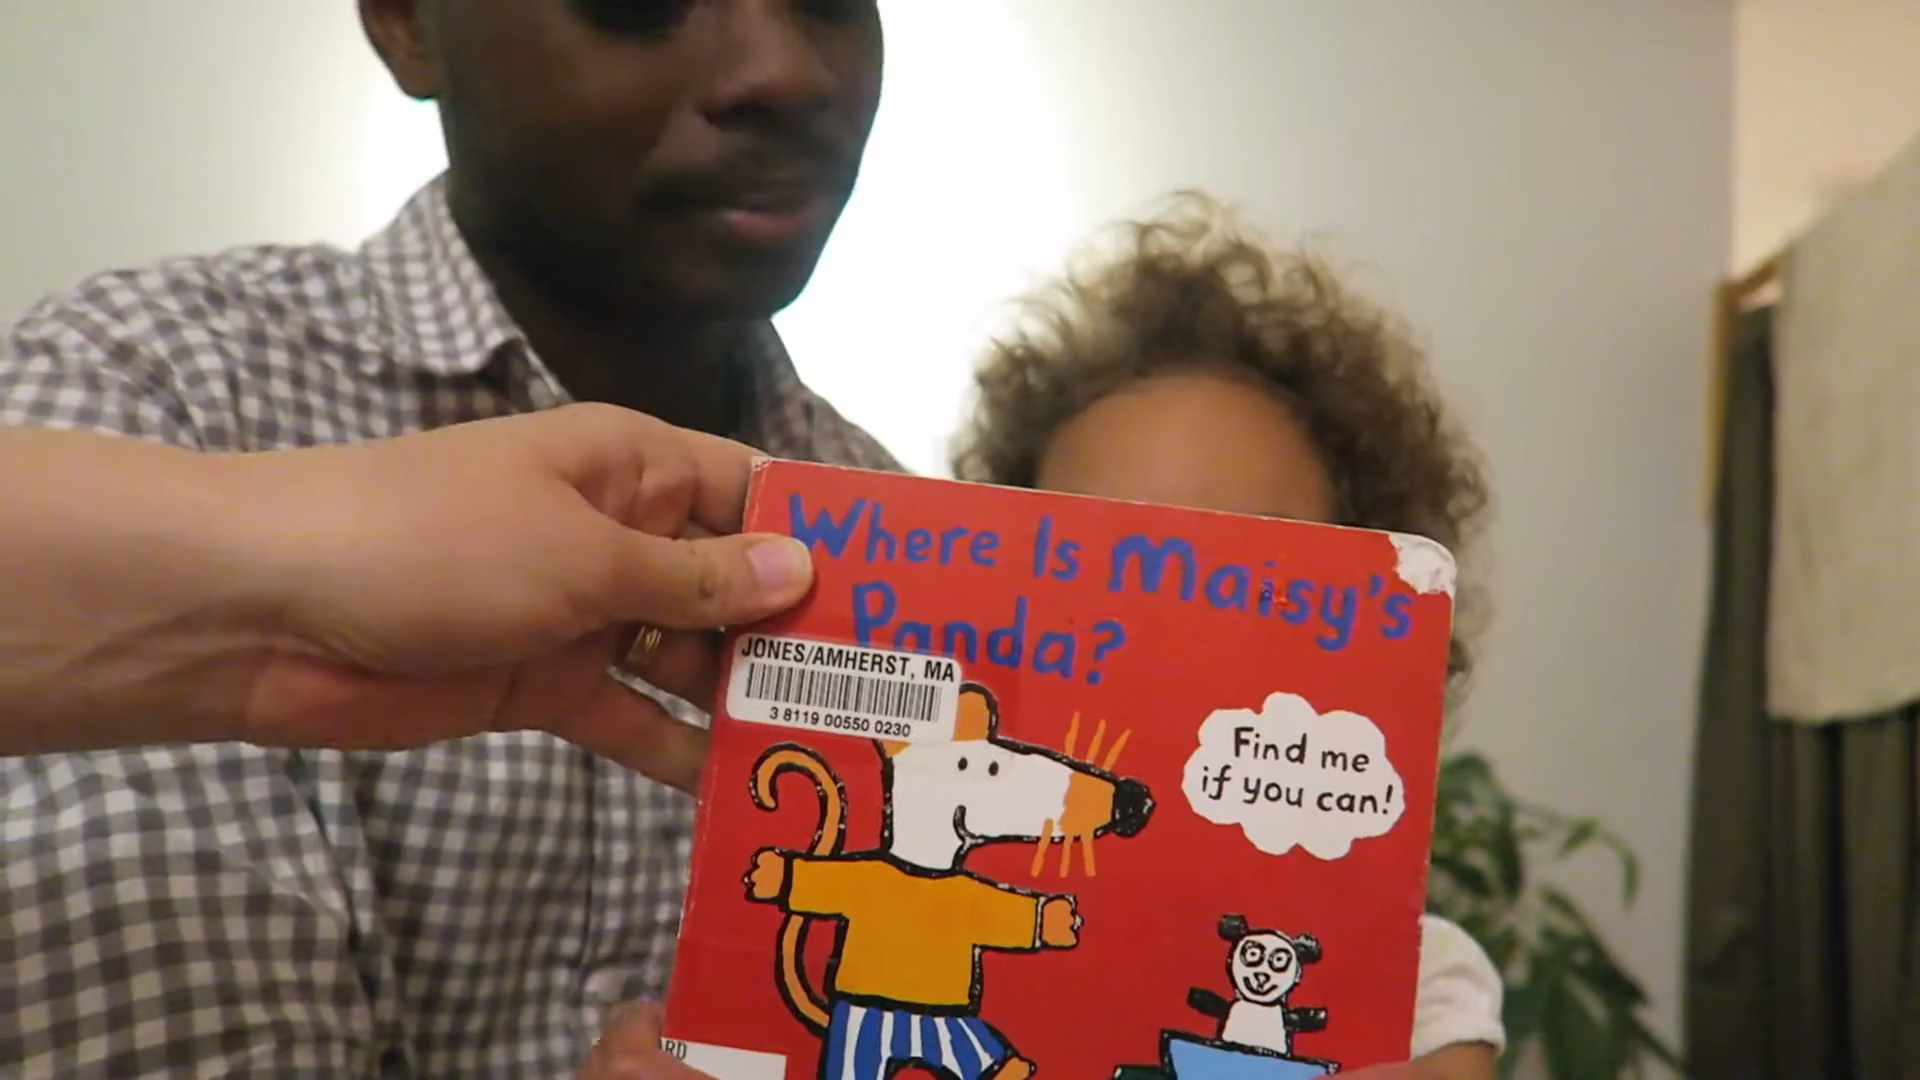 Where Is Maisy's
Panda?
JONES/AMHERST, MA
3 8119 00550 0230
Find me
if you can!